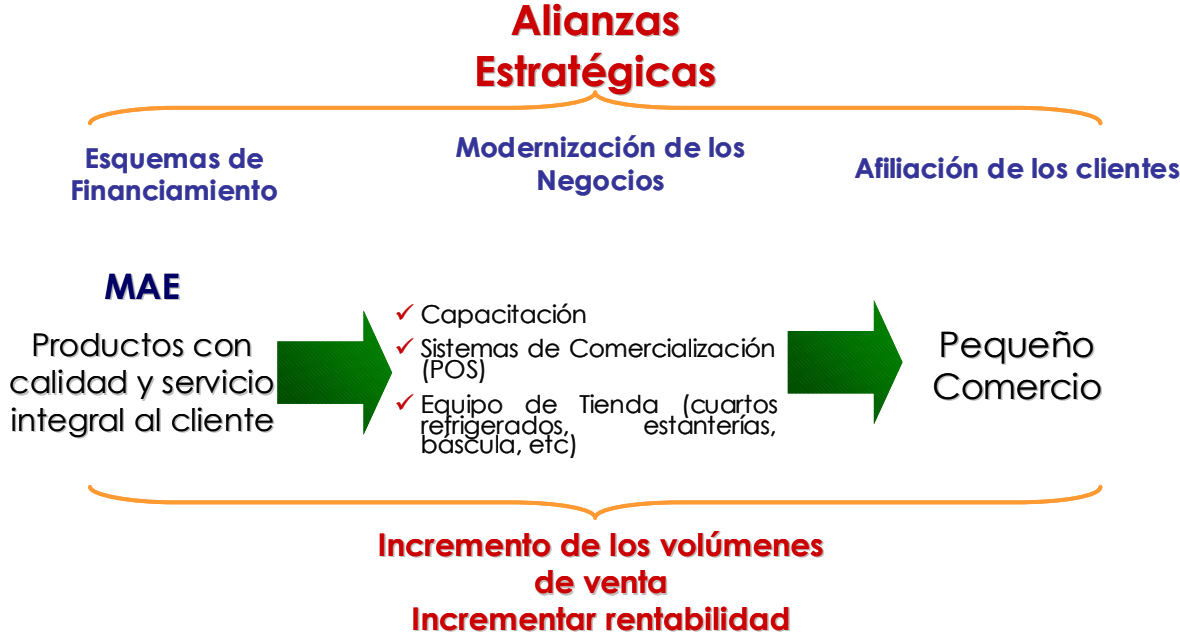 Alianzas
Estratégicas
Esquemas de
Financiamiento
Modernización de los
Negocios
Afiliación de los clientes
MAE
Productos con
calidad y servicio
integral al cliente
✓ Capacitación
✓ Sistemas de Comercialización
(POS)
✓ Equipo de Tienda (cuartos
refrigerados, estanterías,
báscula, etc)
Pequeño
Comercio
Incremento de los volúmenes
de venta
Incrementar rentabilidad